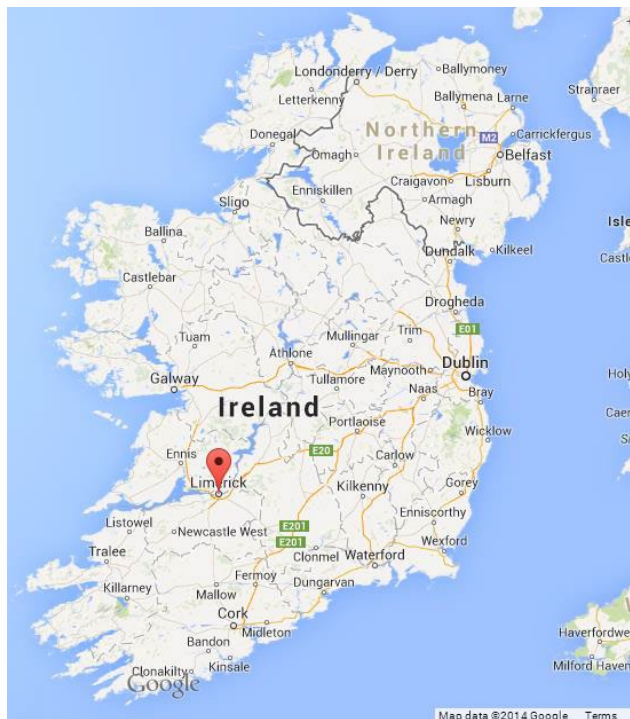 Londonderry / Derry
Ballymoney
Letterkenny
Ballymena
Larne
Stranraer
Donegal
Northern
Ireland
M2
Carrickfergus
Omagh
Belfast
Craigavon
Lisburn
Enniskillen
Armagh
Sligo
Newry
Isle
Ballina
Dundalk
Kilkeel
Castle
Castlebar
Drogheda
Tuam
Mullingar
Trim
E01
Athlone
Dublin
Galway
Maynooth
Holy
Tullamore
Naas
Bray
Ireland
Portlaoise
Caer
Wicklow
Ennis
E20
Carlow
Limerick
Kilkenny
Gorey
Listowel
Newcastle West
E201
Enniscorthy
E201
Tralee
Clonmel
Waterford
Wexford
Killarney
Fermoy
Mallow
Dungarvan
Cork
Midleton
Bandon
Haverfordwe
Clonakilty
Kinsale
Milford Haven
Google
Map data ©2014 Google Terms